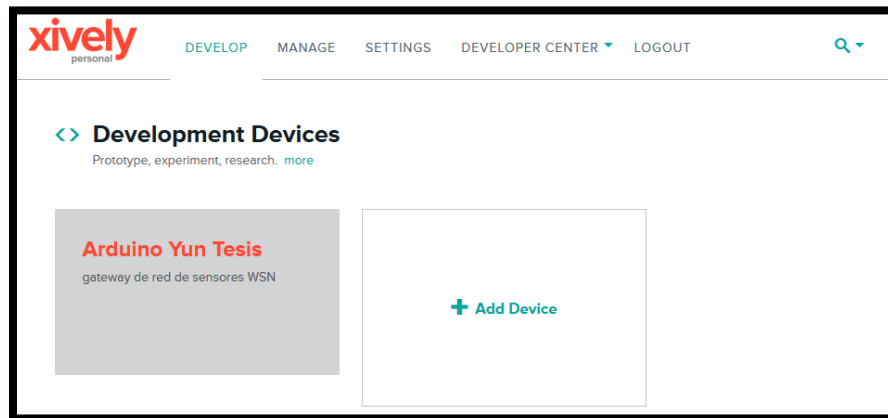 xively
personal
DEVELOP MANAGE SETTINGS DEVELOPER CENTER LOGOUT
Development Devices
Prototype, experiment, research. more
Arduino Yun Tesis
gateway de red de sensores WSN
Add Device